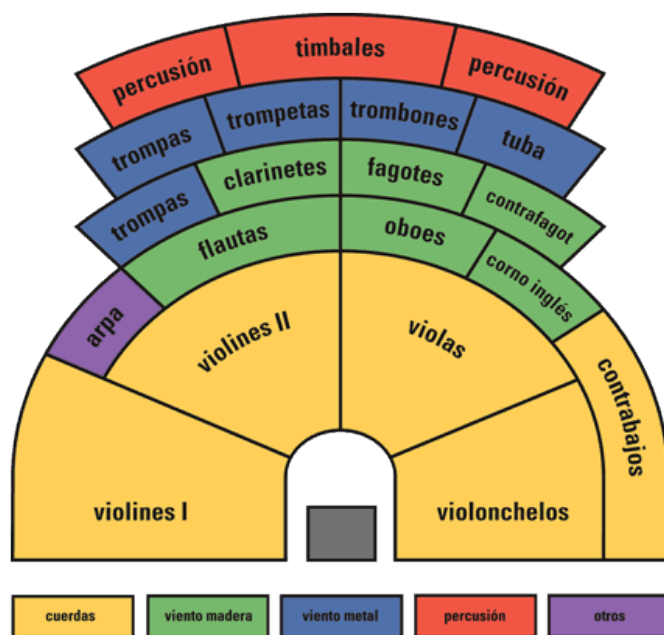 percusión
timbales
percusión
trompas
trompetas
trombones
tuba
trompas
clarinetes
fagotes
contrafagot
flautas
oboes
corno inglés
arpa
violines II
violas
contrabajos
violines I
violonchelos
cuerdas
viento madera
viento metal
percusión
otros